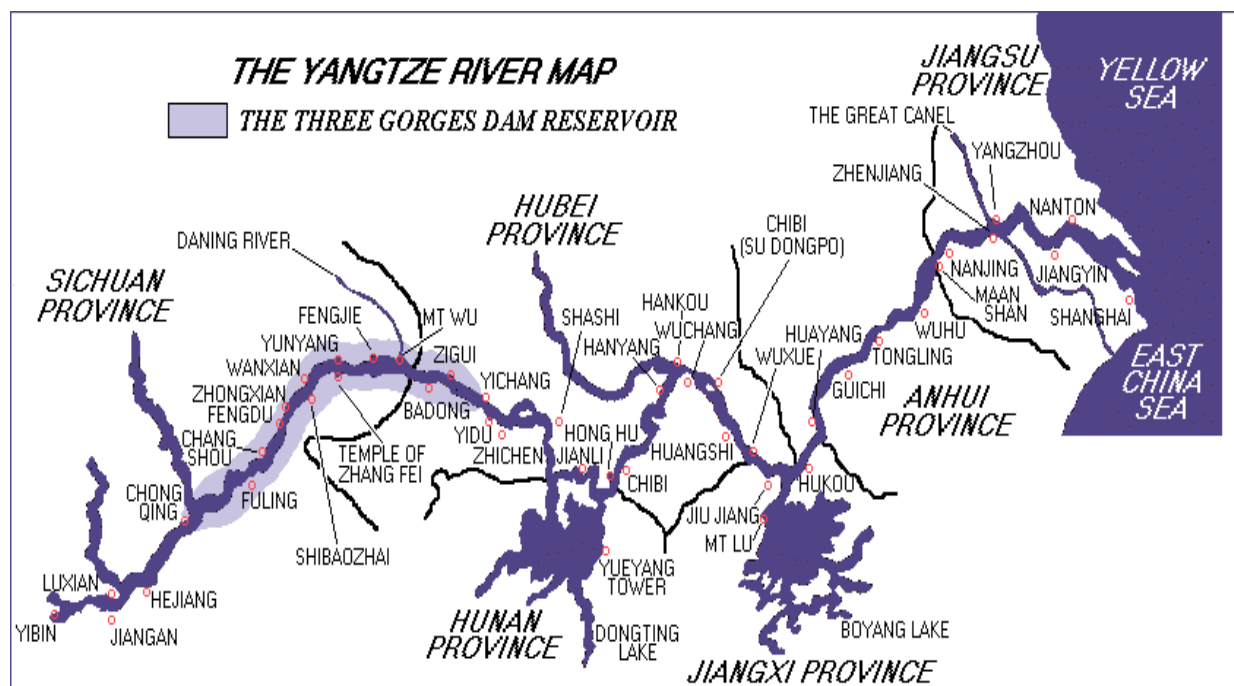 THE YANGTZE RIVER MAP
THE THREE GORGES DAM RESERVOIR
JIANGSU
PROVINCE
YELLOW
SEA
THE GREAT CANEL
YANGZHOU
ZHENJIANG
NANTON
HUBEI
PROVINCE
CHIBI
(SU DONGPO)
DANING RIVER
SICHUAN
PROVINCE
NANJING
JIANGYIN
HANKOU
MAAN
SHAN
FENGJIE
MT WU
SHASHI
WUCHANG
HUAYANG
WUHU
SHANGHAI
YUNYANG
HANYANG
WUXUE
TONGLING
WANXIAN
ZIGUI
EAST
CHINA
SEA
ZHONGXIAN
YICHANG
GUICHI
ANHUI
PROVINCE
FENGDU
BADONG
YIDU
HONG HU
HUANGSHI
CHANG
SHOU
TEMPLE OF
ZHANG FEI
ZHICHEN
JIANLI
CHIBI
HUKOU
CHONG
QING
FULING
JIU JIANG
MT LU
SHIBAOZHAI
YUEYANG
TOWER
LUXIAN
HEJIANG
HUNAN
PROVINCE
YIBIN
JIANGAN
DONGTING
LAKE
BOYANG LAKE
JIANGXI PROVINCE